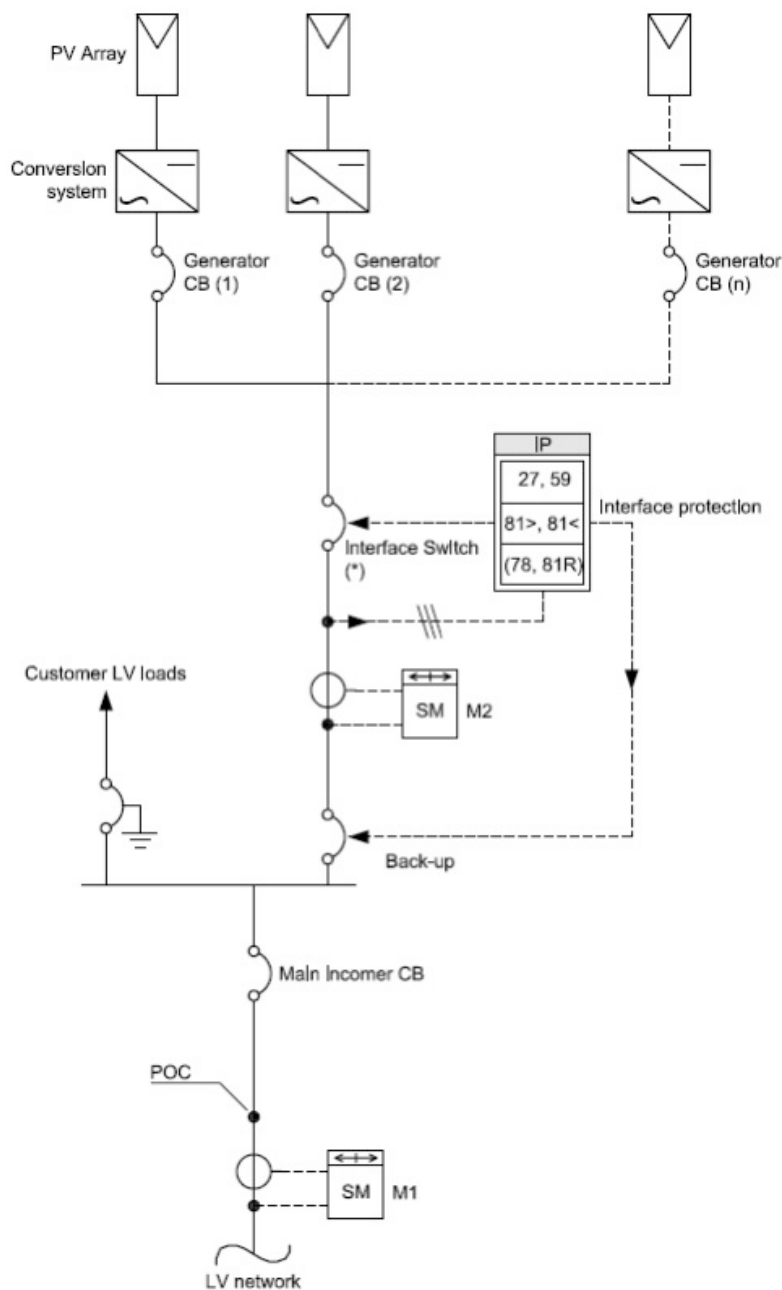 PV Array
Conversion
system
Generator
CB (1)
Generator
CB (2)
Generator
CB (n)
IP
27, 59
81>, 81<
(78, 81R)
Interface protection
Interface Switch
(*)
Customer LV loads
SM
M2
Back-up
Main Incomer CB
POC
SM
M1
LV network